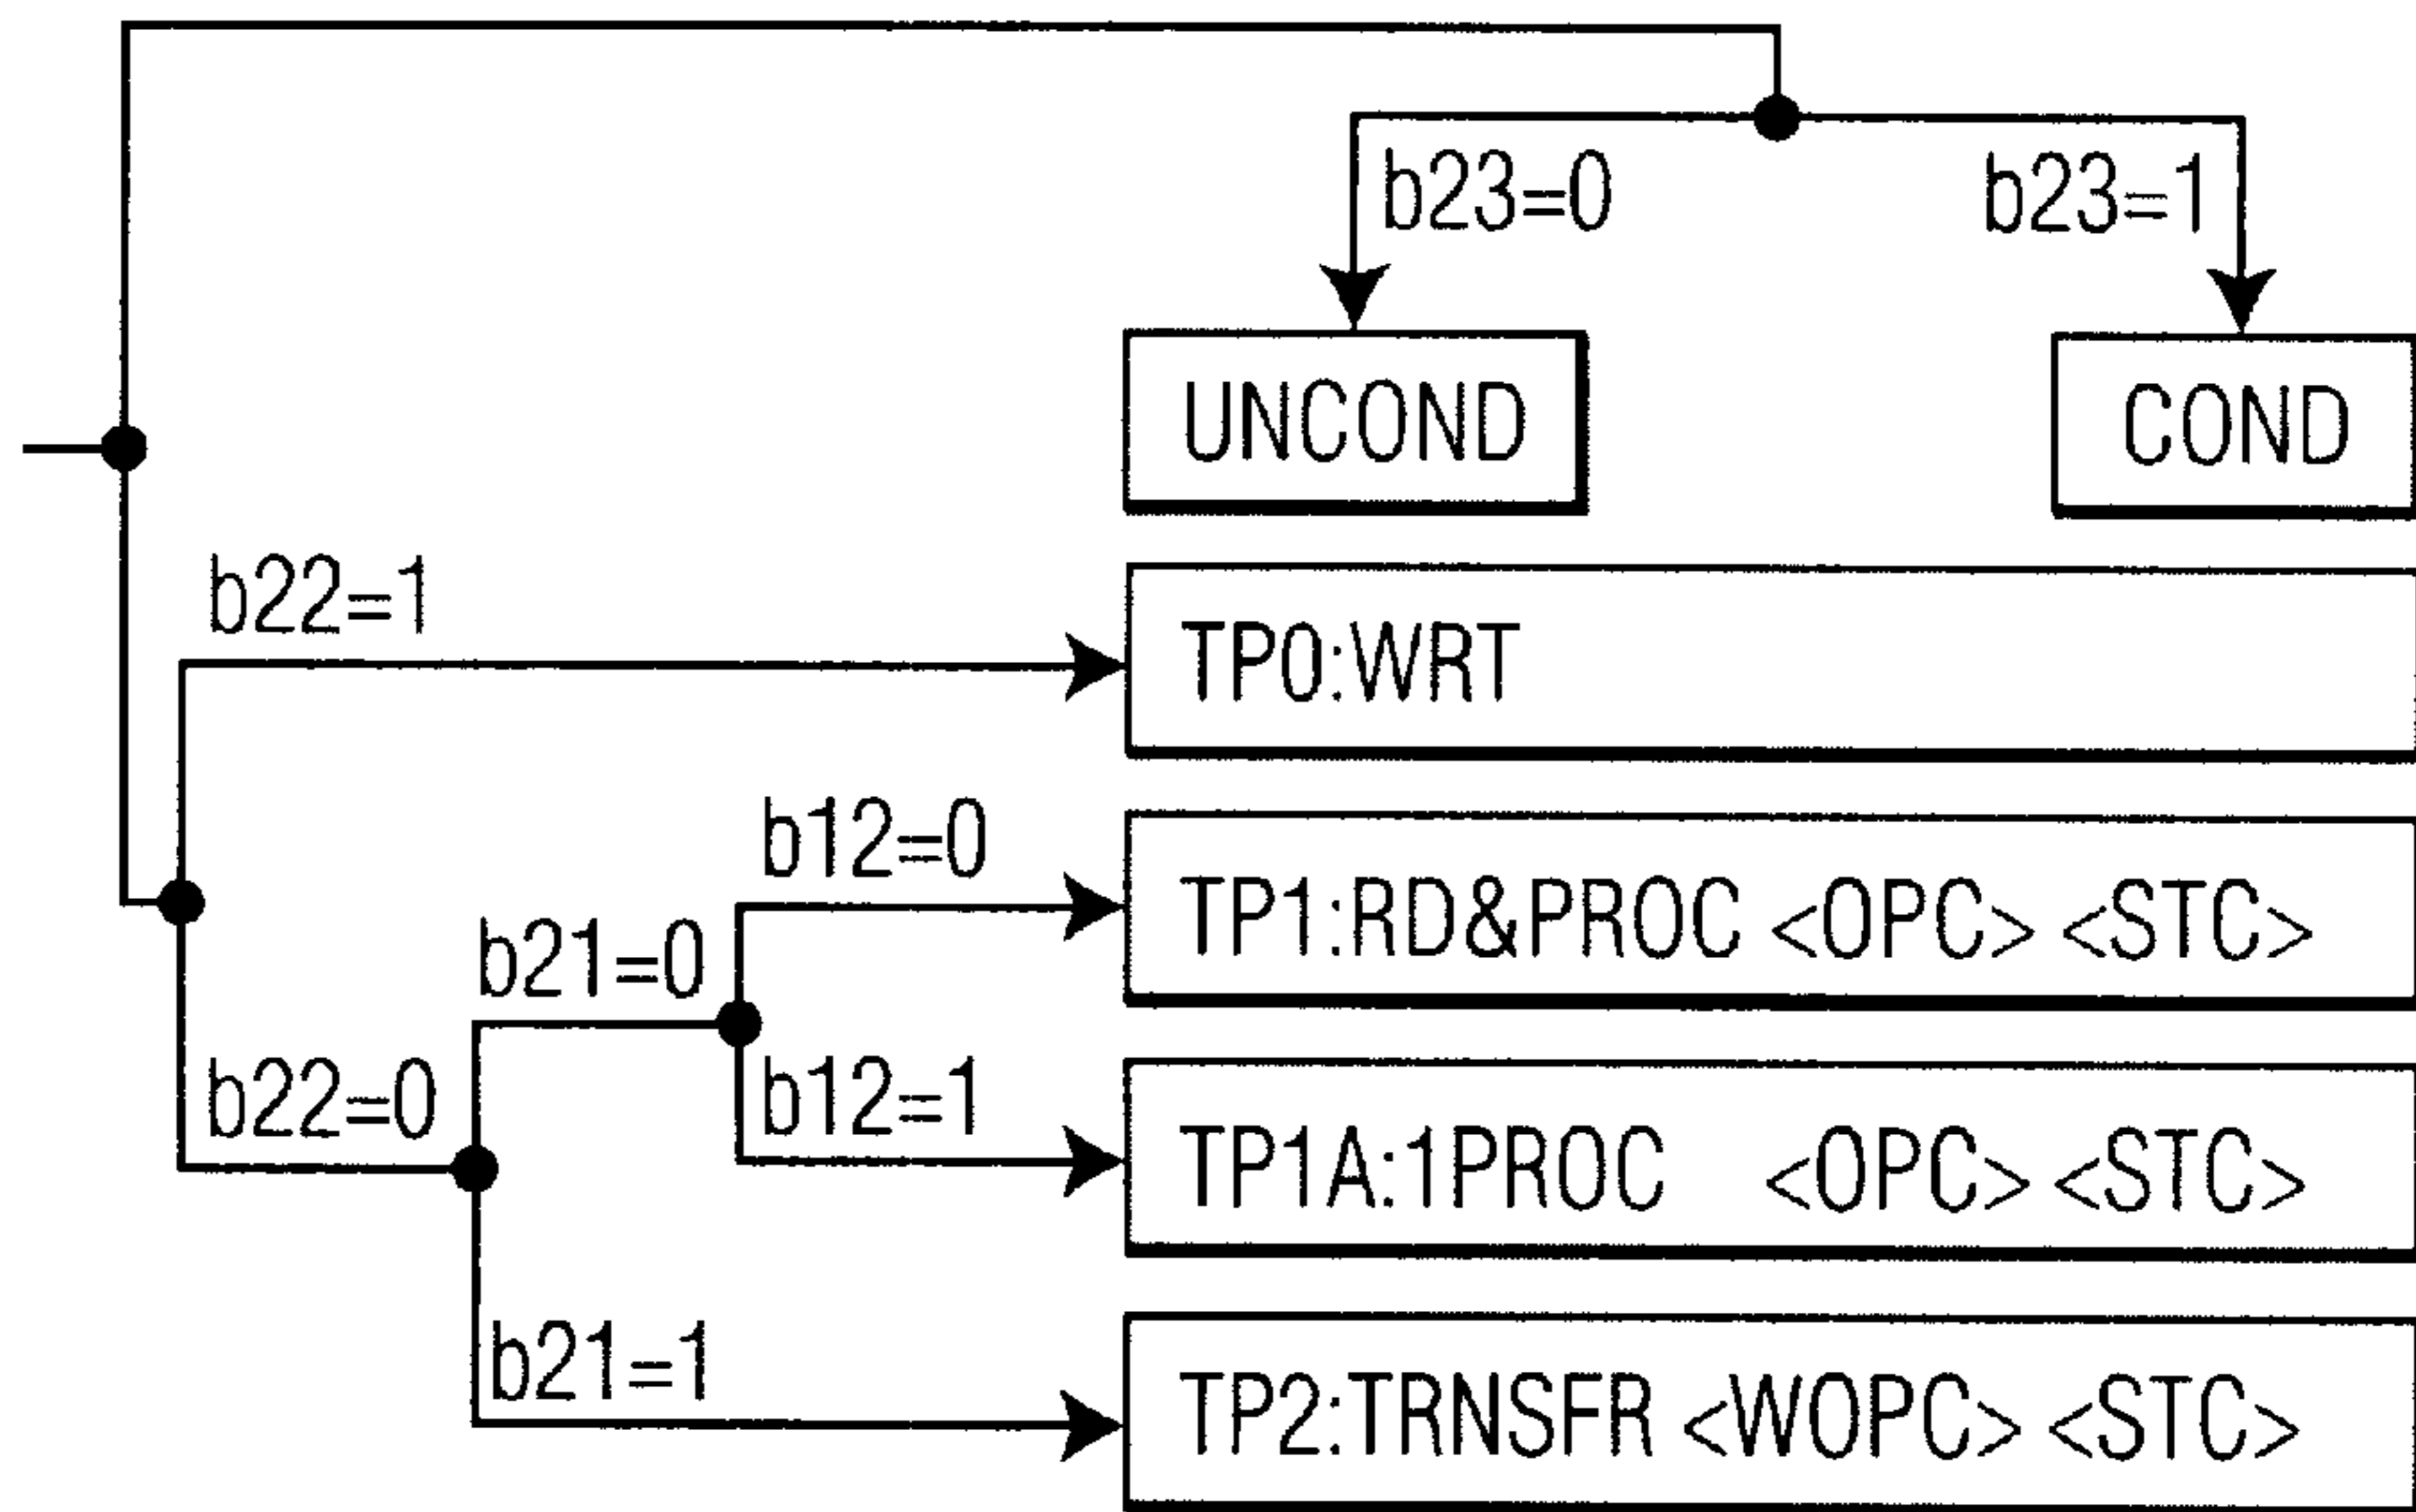 b23=0
b23=1
UNCOND
COND
b22=1
TP0:WRT
b12=0
TP1:RD&PROC <OPC> <STC>
b21=0
b22=0
b12=1
TP1A:1PROC <OPC> <STC>
b21=1
TP2:TRNSFR <WOPC> <STC>